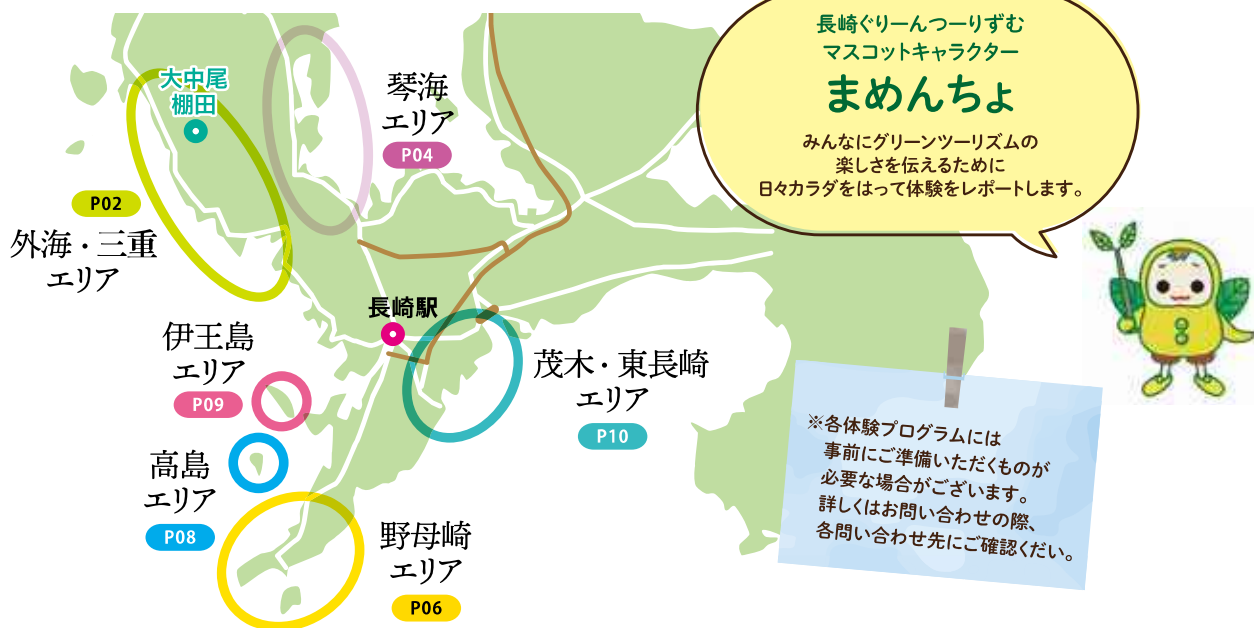 長崎ぐりーんつーりずむ
マスコットキャラクター
まめんちょ
みんなにグリーンツーリズムの
楽しさを伝えるために
日々カラダをはって体験をレポートします。
大中尾
棚田
琴海
エリア
P04
P02
外海・三重
エリア
長崎駅
伊王島
エリア
P09
茂木・東長崎
エリア
P10
高島
エリア
P08
野母崎
エリア
P06
※各体験プログラムには
事前にご準備いただくものが
必要な場合がございます。
詳しくはお問い合わせの際、
各問い合わせ先にご確認くだい。